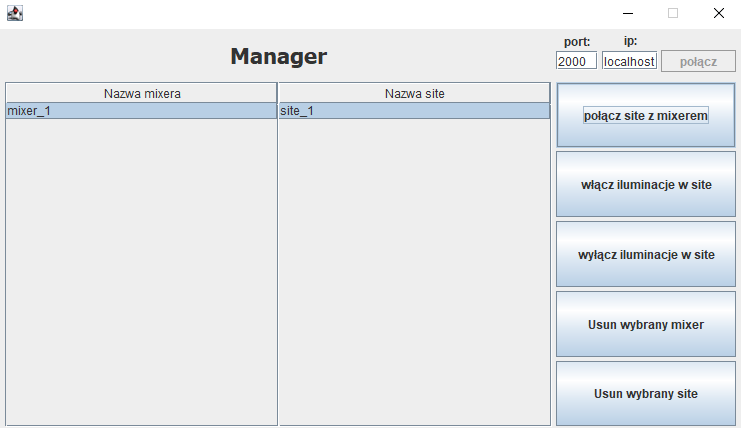 Manager
port:
ip:
2000
localhost
połącz
Nazwa mixera
Nazwa site
mixer_1
site_1
połącz site z mixerem
włącz iluminacje w site
wyłącz iluminacje w site
Usun wybrany mixer
Usun wybrany site